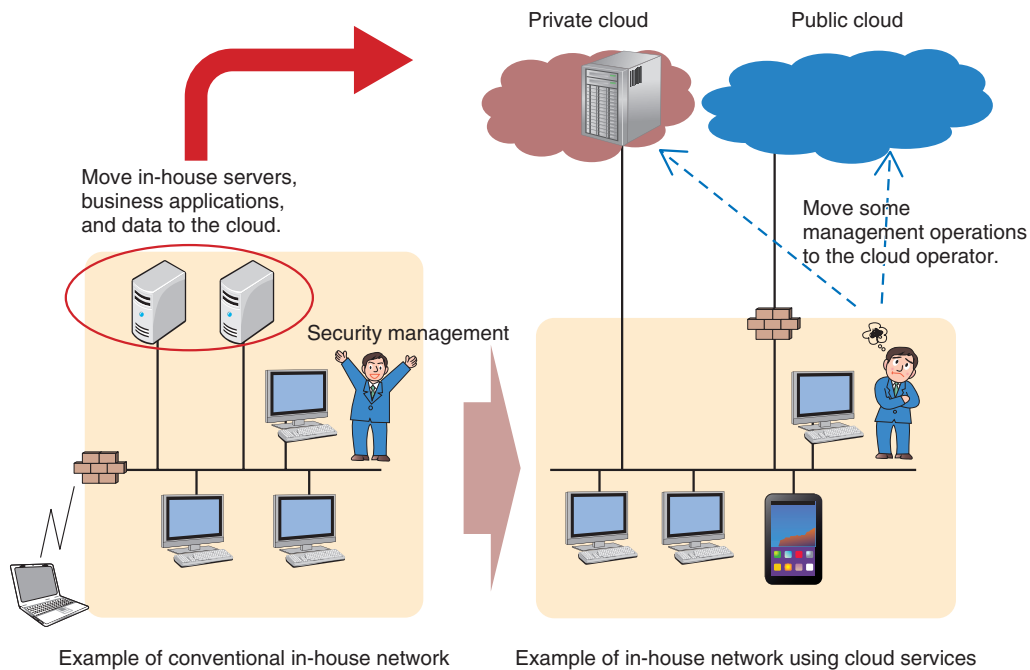 Private cloud
Public cloud
Move in-house servers,
business applications,
and data to the cloud.
Move some
management operations
to the cloud operator.
Security management
Example of conventional in-house network
Example of in-house network using cloud services